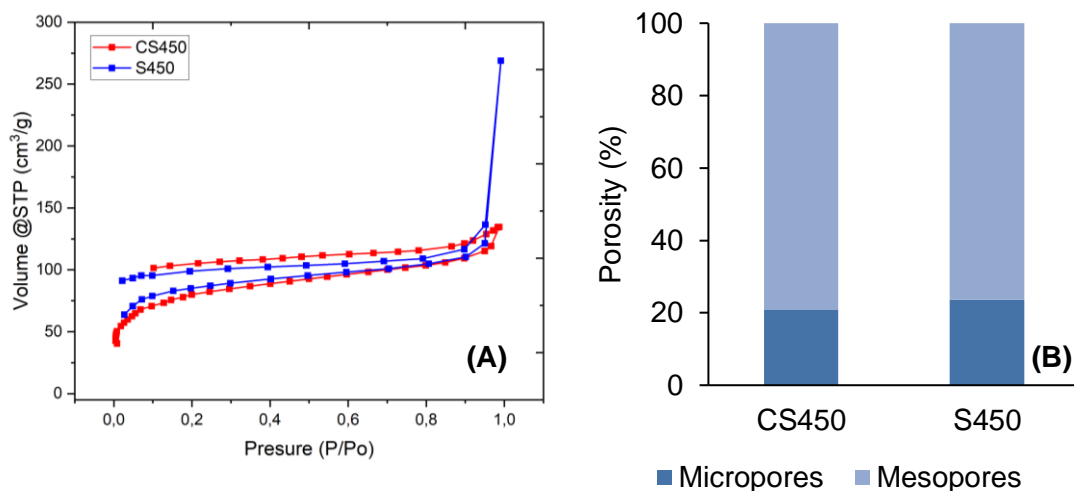 300
250
200
150
100
50
0
Volume @STP (cm³/g)
CS450
S450
(A)
0,0 0,2 0,4 0,6 0,8 1,0
Presure (P/Po)
100
80
60
40
20
0
Porosity (%)
(B)
CS450 S450
Micropores Mesopores